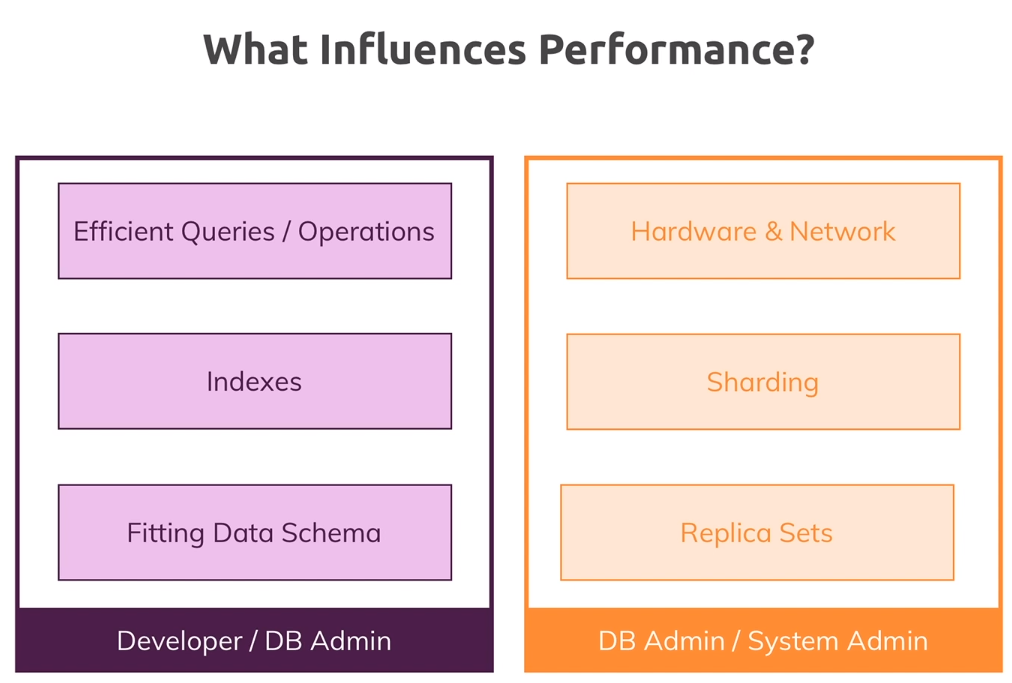 What Influences Performance?
Efficient Queries / Operations
Indexes
Fitting Data Schema
Developer / DB Admin
Hardware & Network
Sharding
Replica Sets
DB Admin / System Admin